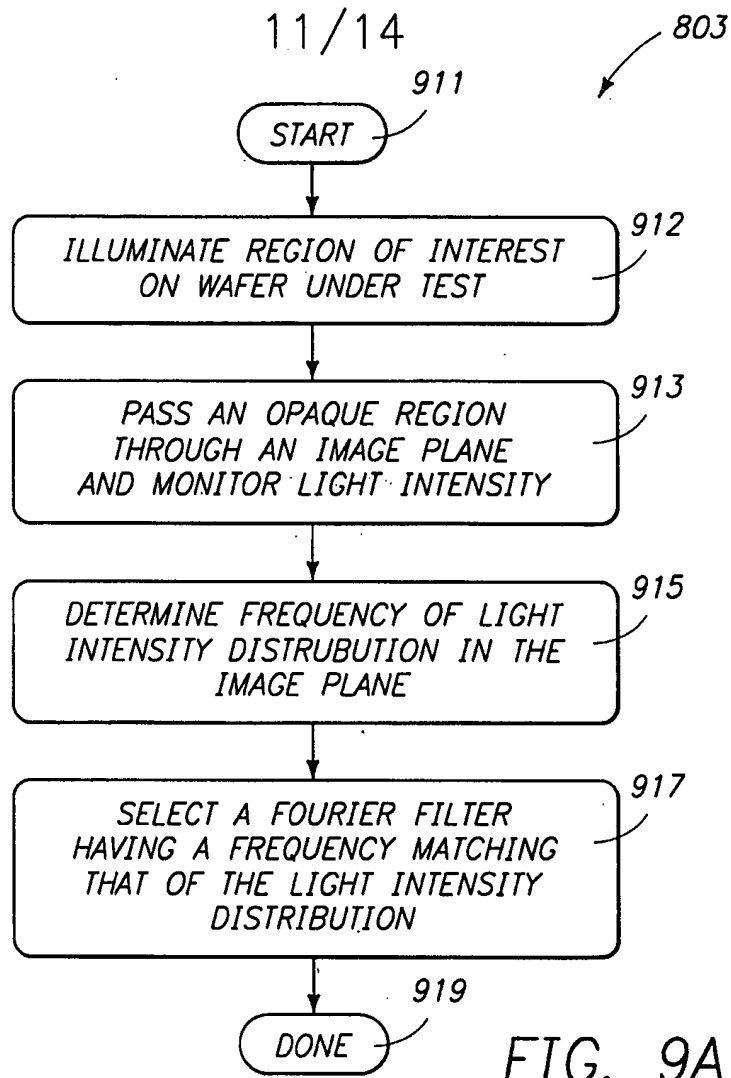 11/14
803
911
START
912
ILLUMINATE REGION OF INTEREST
ON WAFER UNDER TEST
913
PASS AN OPAQUE REGION
THROUGH AN IMAGE PLANE
AND MONITOR LIGHT INTENSITY
915
DETERMINE FREQUENCY OF LIGHT
INTENSITY DISTRUBUTION IN THE
IMAGE PLANE
917
SELECT A FOURIER FILTER
HAVING A FREQUENCY MATCHING
THAT OF THE LIGHT INTENSITY
DISTRIBUTION
919
DONE
FIG. 9A